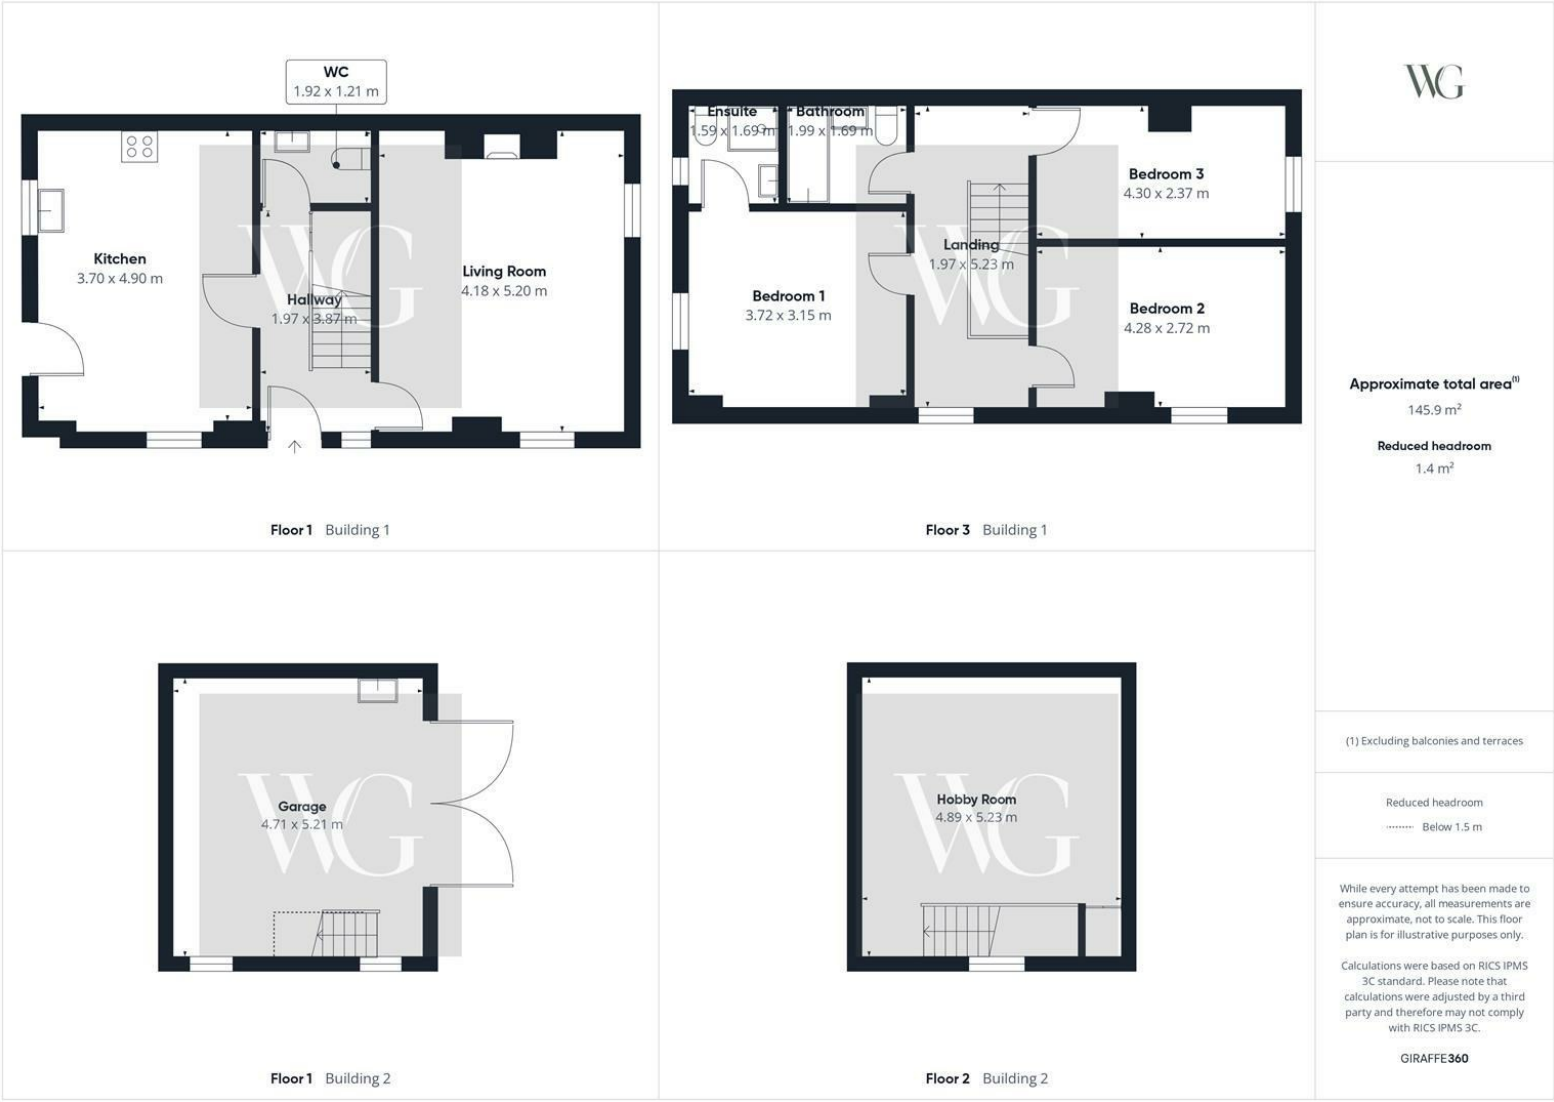 WC
1.92 x 1.21 m
Kitchen
3.70 x 4.90 m
Hallway
1.97 x 3.87 m
Living Room
4.18 x 5.20 m
WG
Floor 1 Building 1
Ensuite
1.59 x 1.69 m
Bathroom
1.99 x 1.69 m
Bedroom 3
4.30 x 2.37 m
Landing
1.97 x 5.23 m
Bedroom 1
3.72 x 3.15 m
Bedroom 2
4.28 x 2.72 m
WG
Floor 3 Building 1
Garage
4.71 x 5.21 m
WG
Floor 1 Building 2
Hobby Room
4.89 x 5.23 m
WG
Floor 2 Building 2
WG
Approximate total area(1)
145.9 m²
Reduced headroom
1.4 m²
(1) Excluding balconies and terraces
Reduced headroom
Below 1.5 m
While every attempt has been made to
ensure accuracy, all measurements are
approximate, not to scale. This floor
plan is for illustrative purposes only.
Calculations were based on RICS IPMS
3C standard. Please note that
calculations were adjusted by a third
party and therefore may not comply
with RICS IPMS 3C.
GIRAFFE360